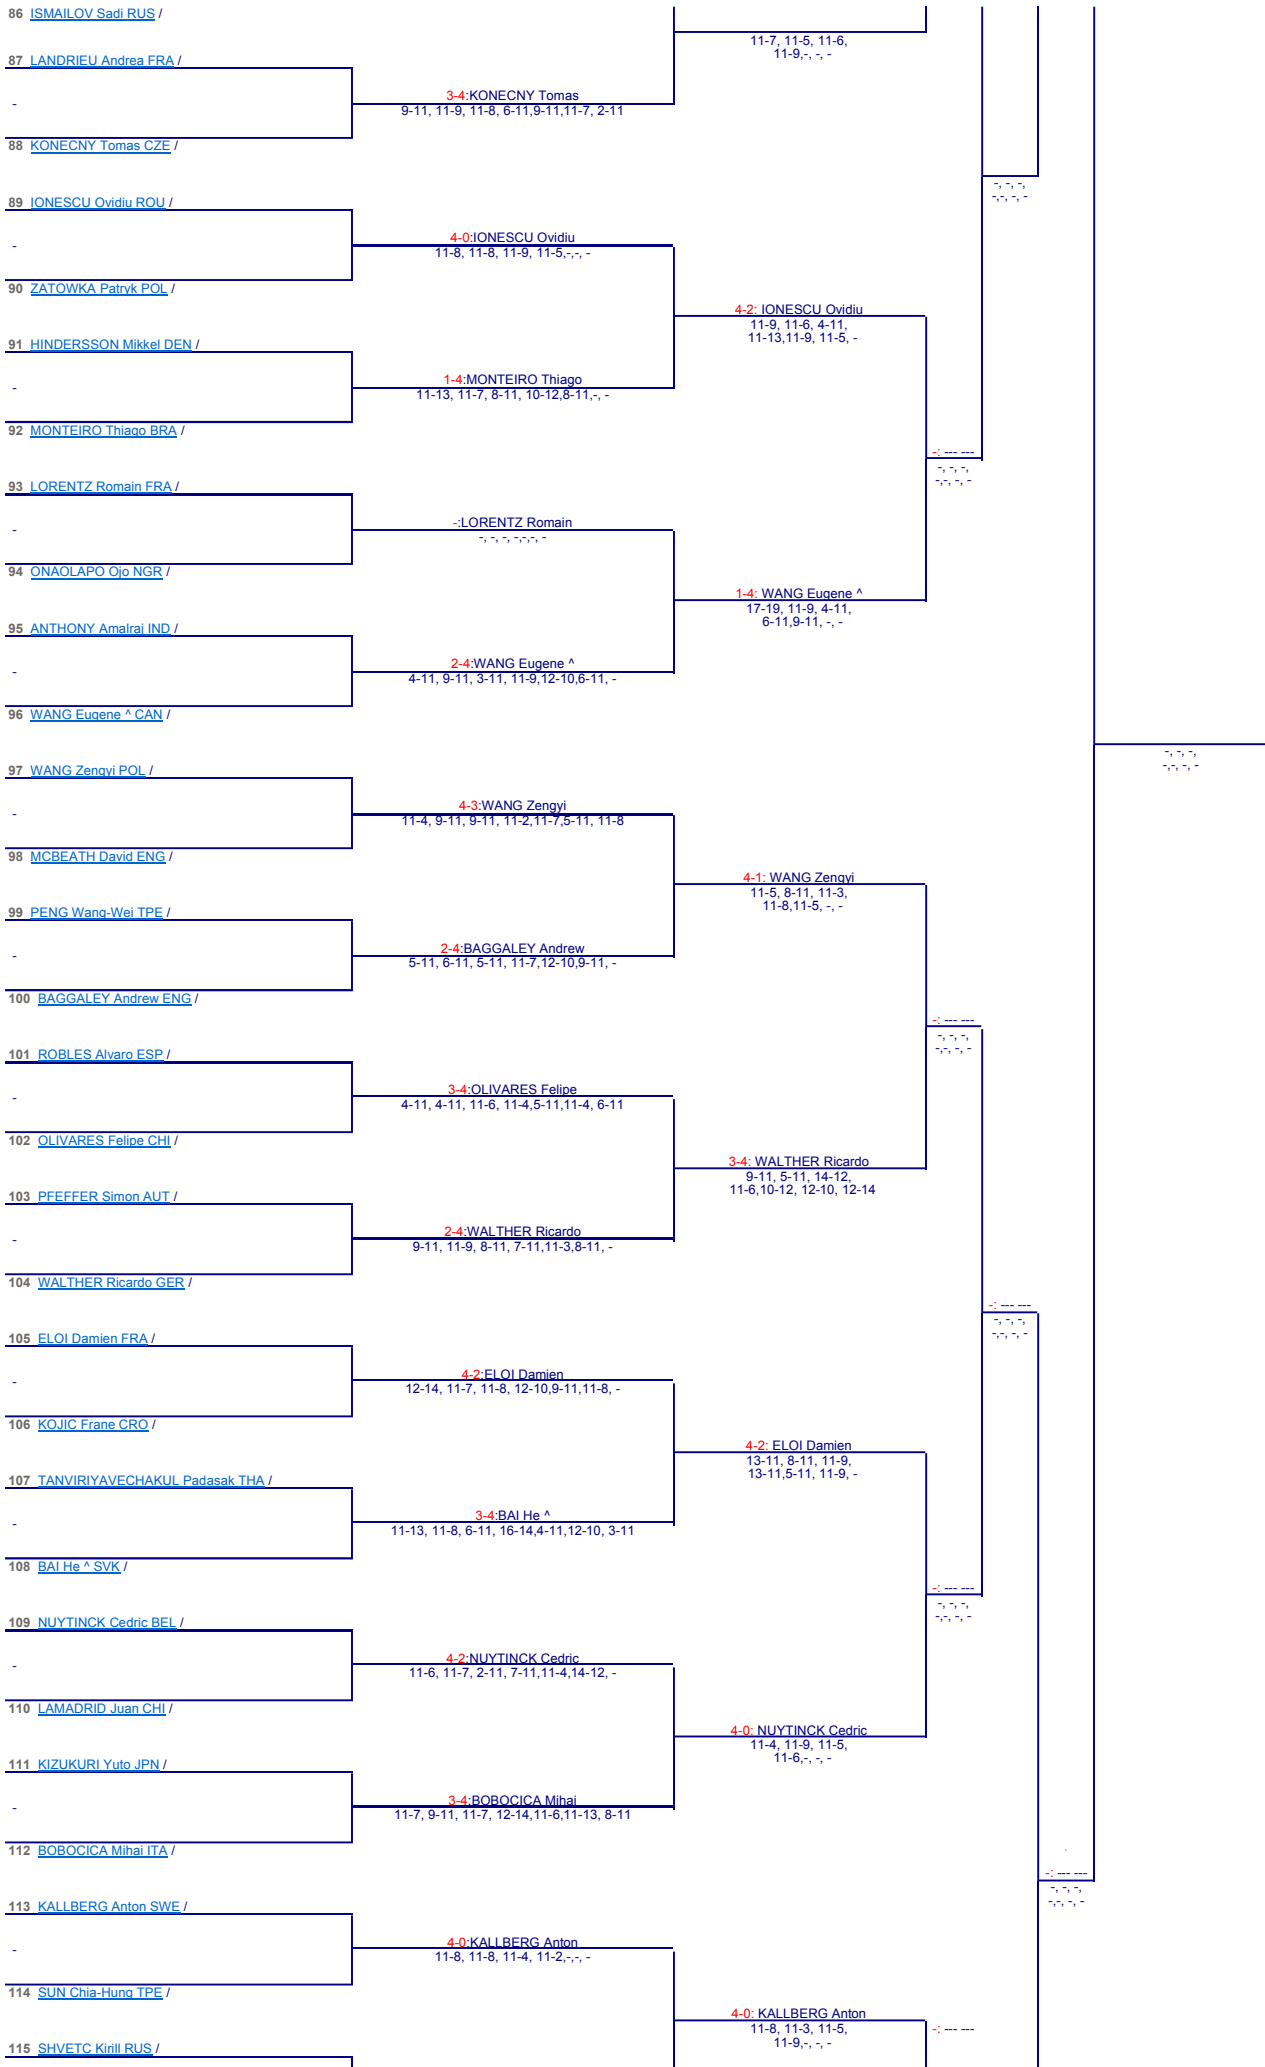 86 ISMAILOV Sadi RUS /
11-7, 11-5, 11-6,
11-9,-, -, -
87 LANDRIEU Andrea FRA /
-
3-4:KONECNY Tomas
9-11, 11-9, 11-8, 6-11,9-11,11-7, 2-11
88 KONECNY Tomas CZE /
-, -, -,
-,-, -, -
89 IONESCU Ovidiu ROU /
-
4-0:IONESCU Ovidiu
11-8, 11-8, 11-9, 11-5,-,-, -
90 ZATOWKA Patryk POL /
4-2: IONESCU Ovidiu
11-9, 11-6, 4-11,
11-13,11-9, 11-5, -
91 HINDERSSON Mikkel DEN /
-
1-4:MONTEIRO Thiago
11-13, 11-7, 8-11, 10-12,8-11,-, -
92 MONTEIRO Thiago BRA /
-: --- ---
-, -, -,
-,-, -, -
93 LORENTZ Romain FRA /
-
-:LORENTZ Romain
-, -, -, -,-,-, -
94 ONAOLAPO Ojo NGR /
1-4: WANG Eugene ^
17-19, 11-9, 4-11,
6-11,9-11, -, -
95 ANTHONY Amalraj IND /
-
2-4:WANG Eugene ^
4-11, 9-11, 3-11, 11-9,12-10,6-11, -
96 WANG Eugene ^ CAN /
-, -, -,
-,-, -, -
97 WANG Zengyi POL /
-
4-3:WANG Zengyi
11-4, 9-11, 9-11, 11-2,11-7,5-11, 11-8
98 MCBEATH David ENG /
4-1: WANG Zengyi
11-5, 8-11, 11-3,
11-8,11-5, -, -
99 PENG Wang-Wei TPE /
-
2-4:BAGGALEY Andrew
5-11, 6-11, 5-11, 11-7,12-10,9-11, -
100 BAGGALEY Andrew ENG /
-: --- ---
-, -, -,
-,-, -, -
101 ROBLES Alvaro ESP /
-
3-4:OLIVARES Felipe
4-11, 4-11, 11-6, 11-4,5-11,11-4, 6-11
102 OLIVARES Felipe CHI /
3-4: WALTHER Ricardo
9-11, 5-11, 14-12,
11-6,10-12, 12-10, 12-14
103 PFEFFER Simon AUT /
-
2-4:WALTHER Ricardo
9-11, 11-9, 8-11, 7-11,11-3,8-11, -
104 WALTHER Ricardo GER /
-: --- ---
-, -, -,
-,-, -, -
105 ELOI Damien FRA /
-
4-2:ELOI Damien
12-14, 11-7, 11-8, 12-10,9-11,11-8, -
106 KOJIC Frane CRO /
4-2: ELOI Damien
13-11, 8-11, 11-9,
13-11,5-11, 11-9, -
107 TANVIRIYAVECHAKUL Padasak THA /
-
3-4:BAI He ^
11-13, 11-8, 6-11, 16-14,4-11,12-10, 3-11
108 BAI He ^ SVK /
-: --- ---
-, -, -,
-,-, -, -
109 NUYTINCK Cedric BEL /
-
4-2:NUYTINCK Cedric
11-6, 11-7, 2-11, 7-11,11-4,14-12, -
110 LAMADRID Juan CHI /
4-0: NUYTINCK Cedric
11-4, 11-9, 11-5,
11-6,-, -, -
111 KIZUKURI Yuto JPN /
-
3-4:BOBOCICA Mihai
11-7, 9-11, 11-7, 12-14,11-6,11-13, 8-11
112 BOBOCICA Mihai ITA /
-: --- ---
-, -, -,
-,-, -, -
113 KALLBERG Anton SWE /
-
4-0:KALLBERG Anton
11-8, 11-8, 11-4, 11-2,-,-, -
114 SUN Chia-Hung TPE /
4-0: KALLBERG Anton
11-8, 11-3, 11-5,
11-9,-, -, -
-: --- ---
115 SHVETC Kirill RUS /